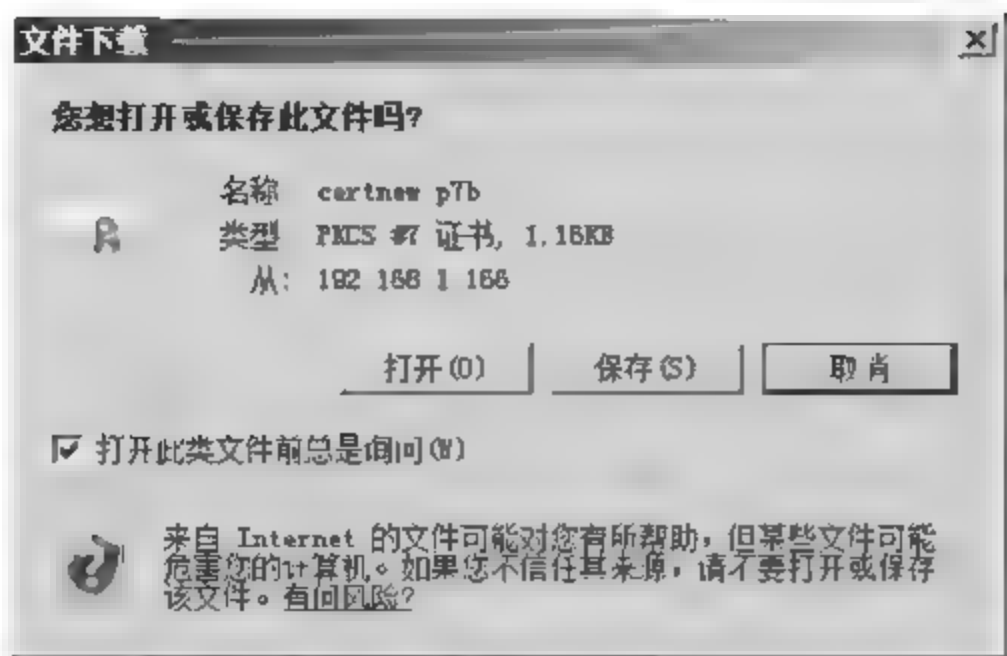 文件下载
您想打开或保存此文件吗?
名称 certnew p7b
类型 PKCS #7 证书, 1.16KB
从: 192 168 1 166
打开(O) 保存(S) 取消
打开此类文件前总是询问(W)
来自 Internet 的文件可能对您有所帮助，但某些文件可能
危害您的计算机。如果您不信任其来源，请不要打开或保存
该文件。有何风险?